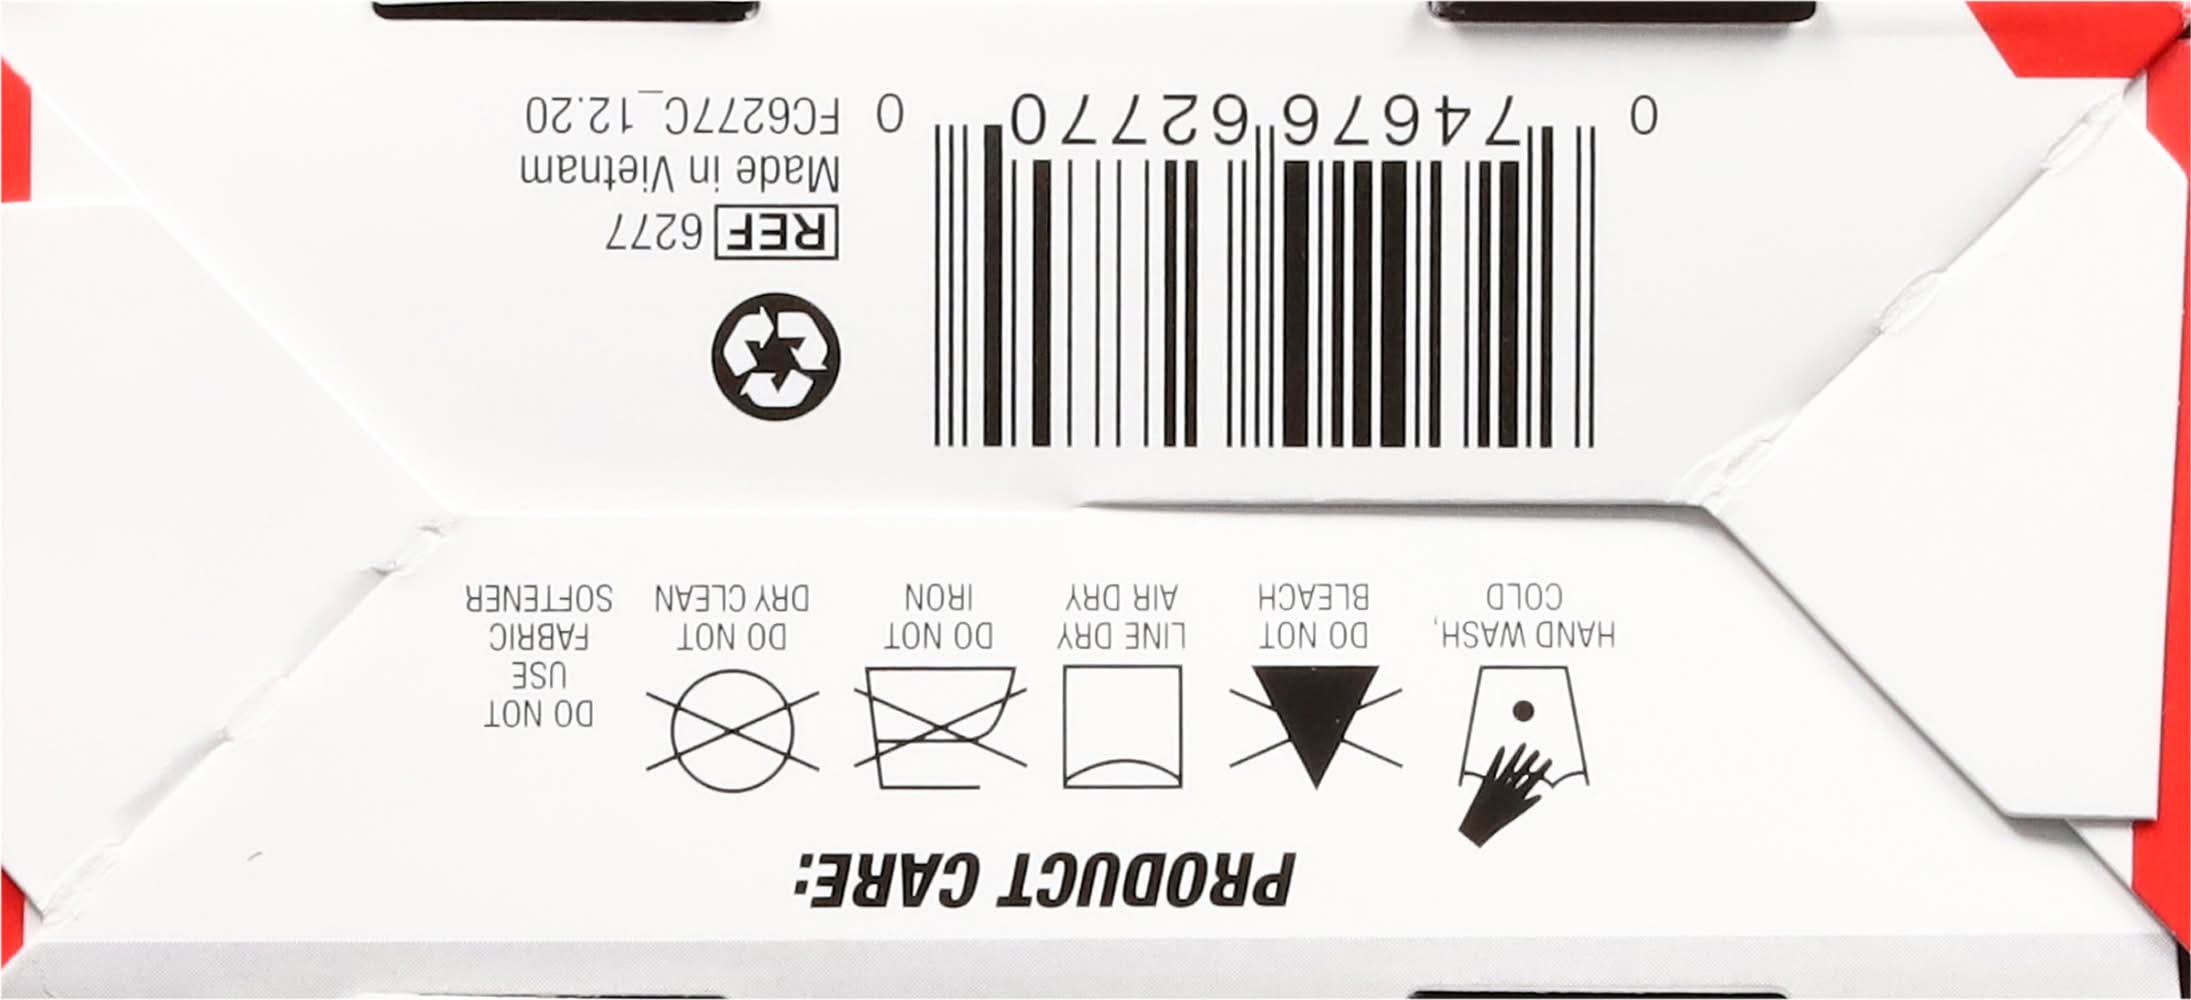 PRODUCT CARE:
HAND WASH,
COLD
DO NOT
BLEACH
LINE DRY
AIR DRY
DO NOT
IRON
DO NOT
DRY CLEAN
DO NOT
USE
FABRIC
SOFTENER
0 74676 62770 0
REF 6277
Made in Vietnam
FC6277C_12.20